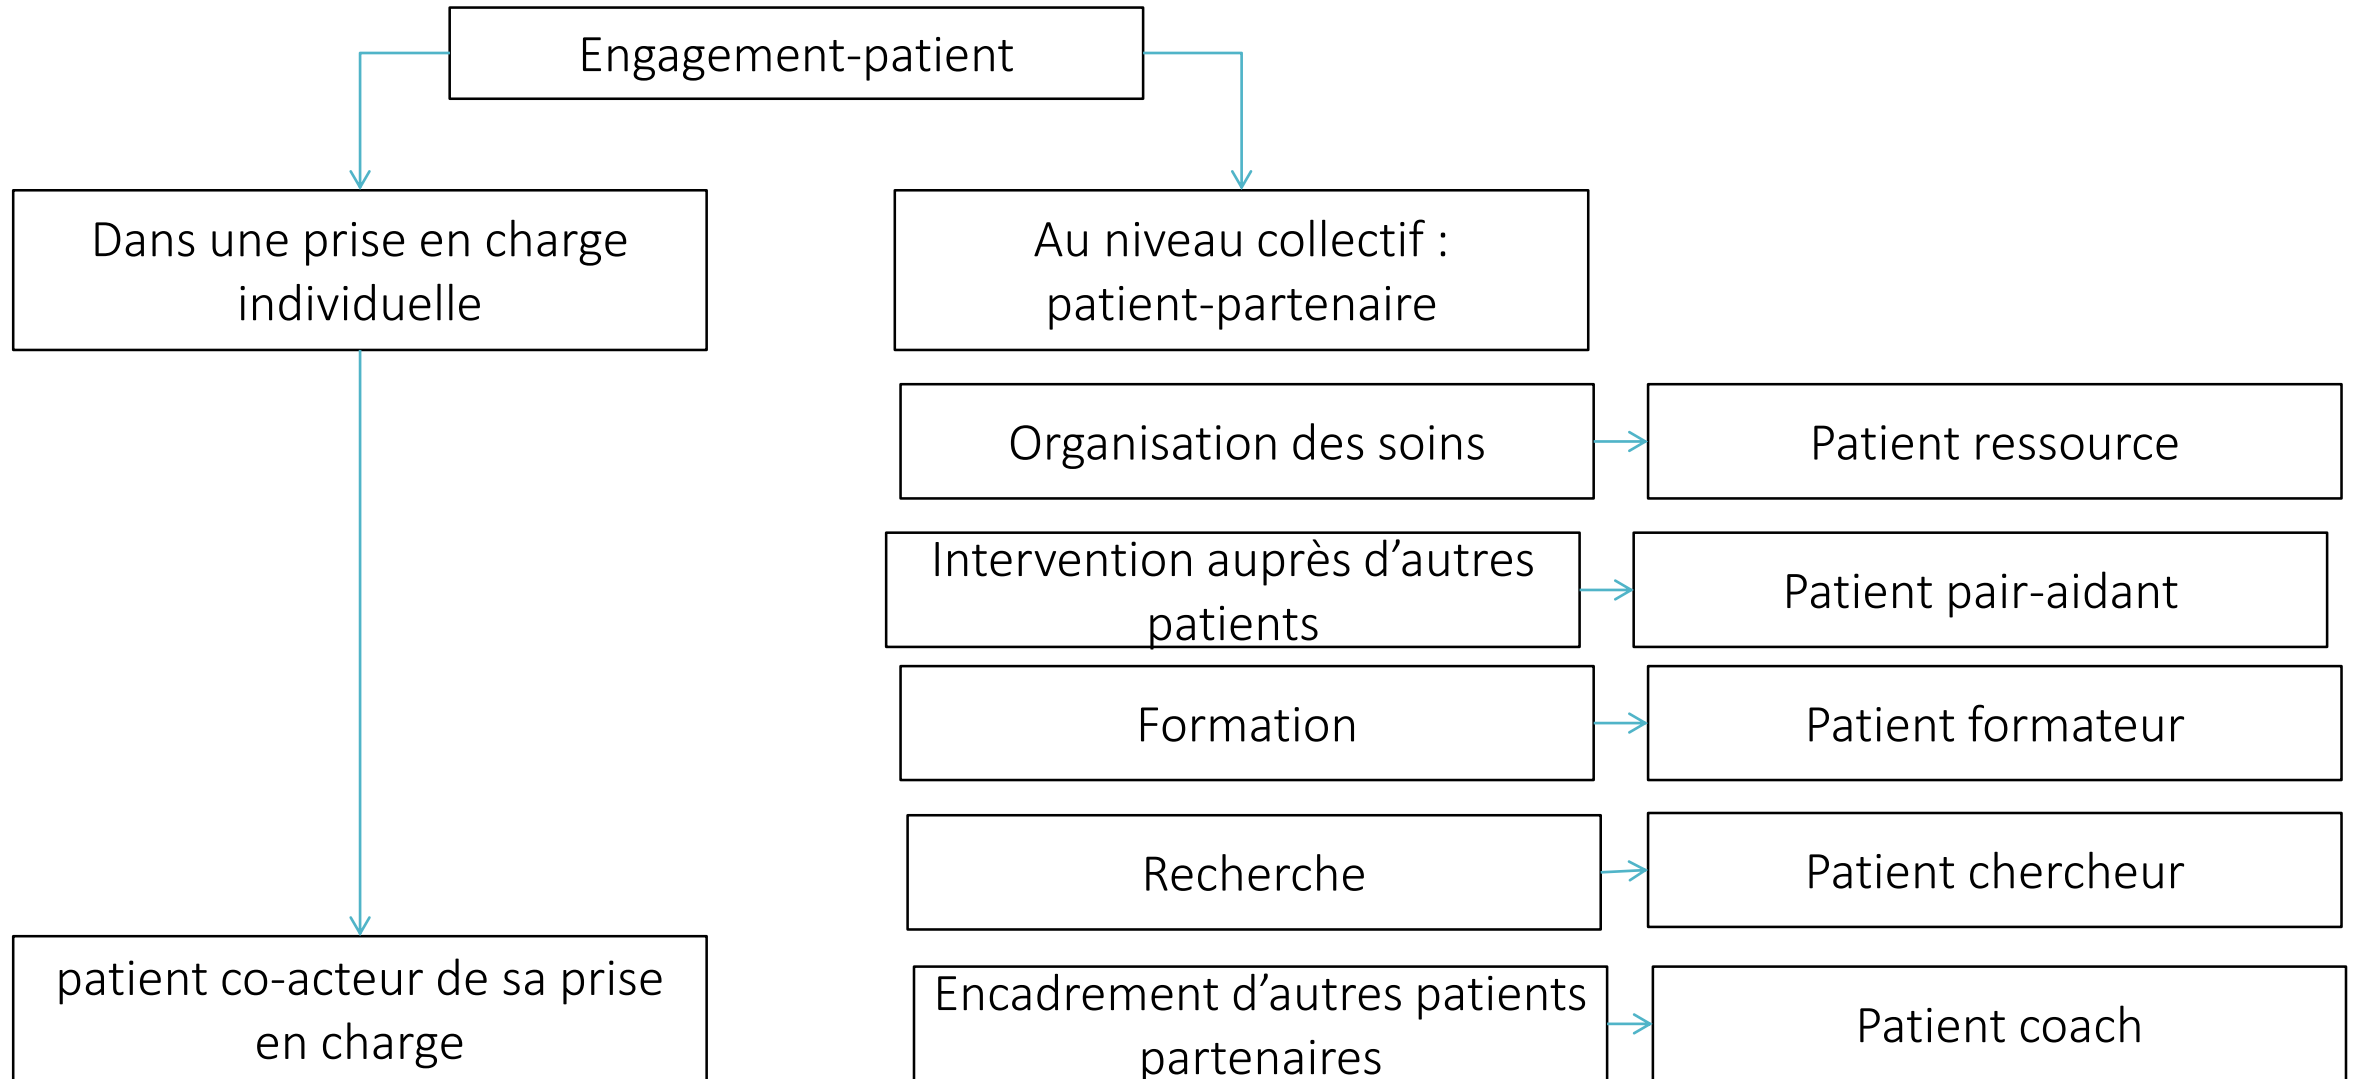 Engagement-patient
Dans une prise en charge
individuelle
Au niveau collectif :
patient-partenaire
Organisation des soins
Patient ressource
Intervention auprès d’autres
patients
Patient pair-aidant
Formation
Patient formateur
Recherche
Patient chercheur
patient co-acteur de sa prise
en charge
Encadrement d’autres patients
partenaires
Patient coach